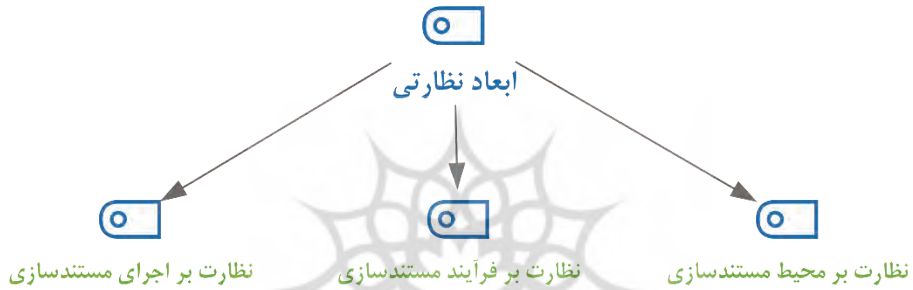 ابعاد نظارتی
نظارت بر محیط مستندسازی
نظارت بر فرآیند مستندسازی
نظارت بر اجرای مستندسازی